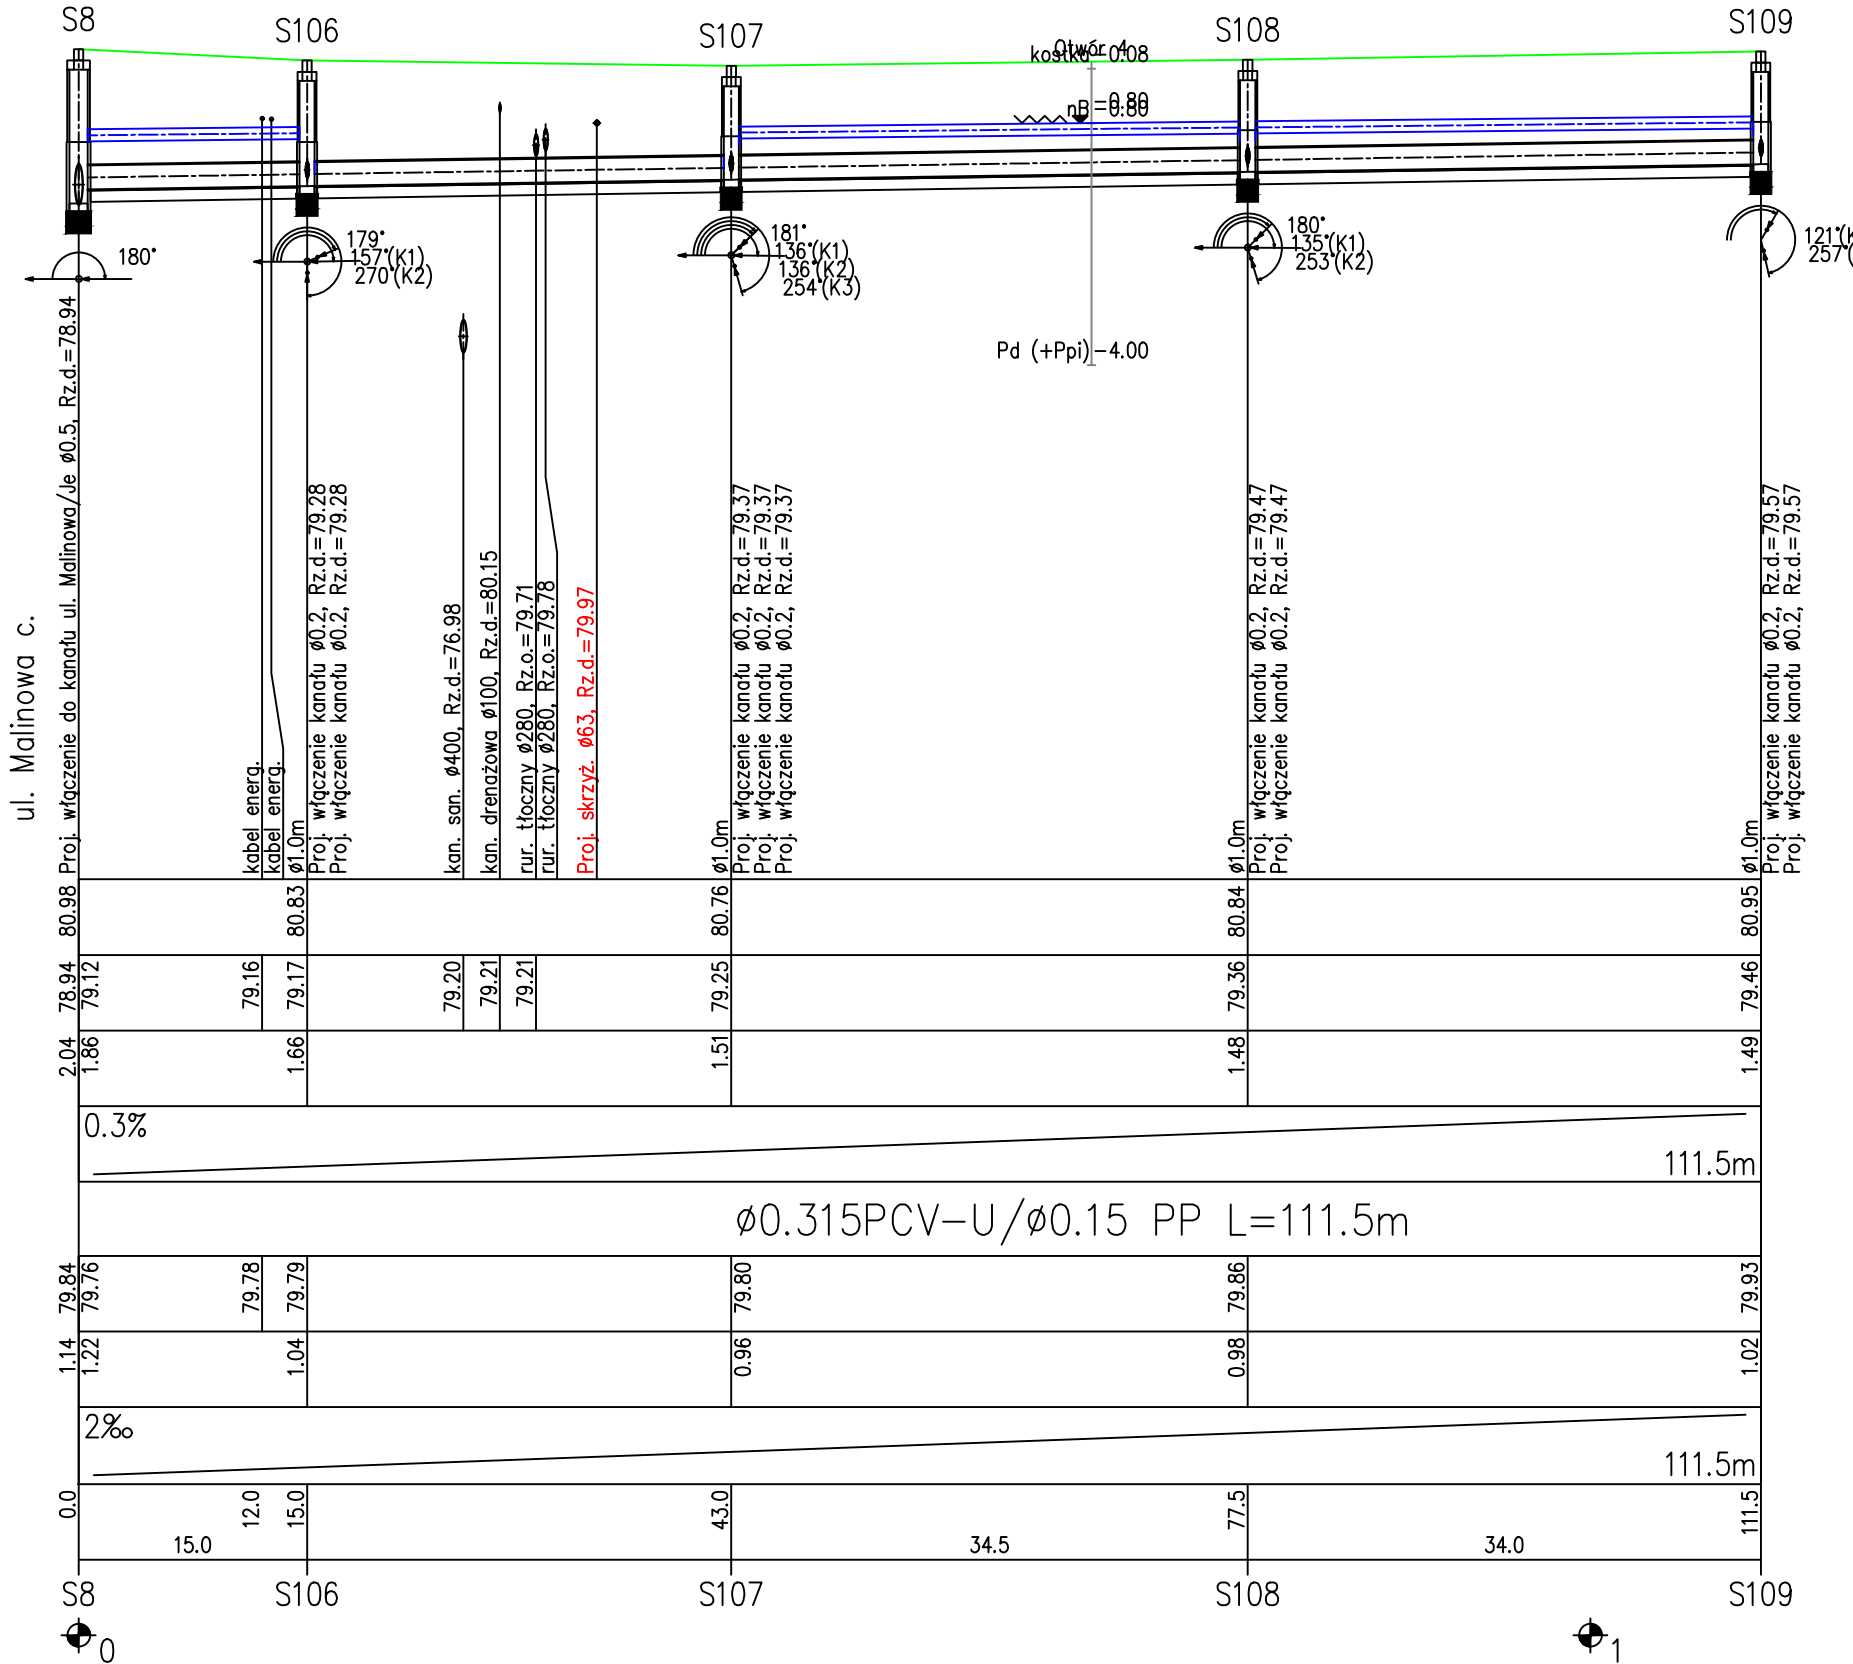 S8
S106
S107
S108
S109
Otwór 4
kostka-0.08
0.80
nB-0.80
Pd (+Ppi)-4.00
180°
179°
157°(K1)
270°(K2)
181°
136°(K1)
136°(K2)
254°(K3)
180°
135°(K1)
253°(K2)
121°(K
257°(
ul. Malinowa c.
Proj. włączenie do kanału ul. Malinowa/Je ø0.5, Rz.d.=78.94
kabel energ.
kabel energ.
ø1.0m
Proj. włączenie kanału ø0.2, Rz.d.=79.28
Proj. włączenie kanału ø0.2, Rz.d.=79.28
kan. san. ø400, Rz.d.=76.98
kan. drenażowa ø100, Rz.d.=80.15
rur. tłoczny ø280, Rz.o.=79.71
rur. tłoczny ø280, Rz.o.=79.78
Proj. skrzyż. ø63, Rz.d.=79.97
ø1.0m
Proj. włączenie kanału ø0.2, Rz.d.=79.37
Proj. włączenie kanału ø0.2, Rz.d.=79.37
Proj. włączenie kanału ø0.2, Rz.d.=79.37
ø1.0m
Proj. włączenie kanału ø0.2, Rz.d.=79.47
Proj. włączenie kanału ø0.2, Rz.d.=79.47
ø1.0m
Proj. włączenie kanału ø0.2, Rz.d.=79.57
Proj. włączenie kanału ø0.2, Rz.d.=79.57
80.98
80.83
80.76
80.84
80.95
78.94
79.12
79.16
79.17
79.20
79.21
79.21
79.25
79.36
79.46
2.04
1.86
1.66
1.51
1.48
1.49
0.3%
111.5m
ø0.315PCV-U/ø0.15 PP L=111.5m
79.84
79.76
79.78
79.79
79.80
79.86
79.93
1.14
1.22
1.04
0.96
0.98
1.02
2‰
111.5m
0.0
12.0
15.0
43.0
77.5
111.5
15.0
34.5
34.0
S8
S106
S107
S108
S109
0
1